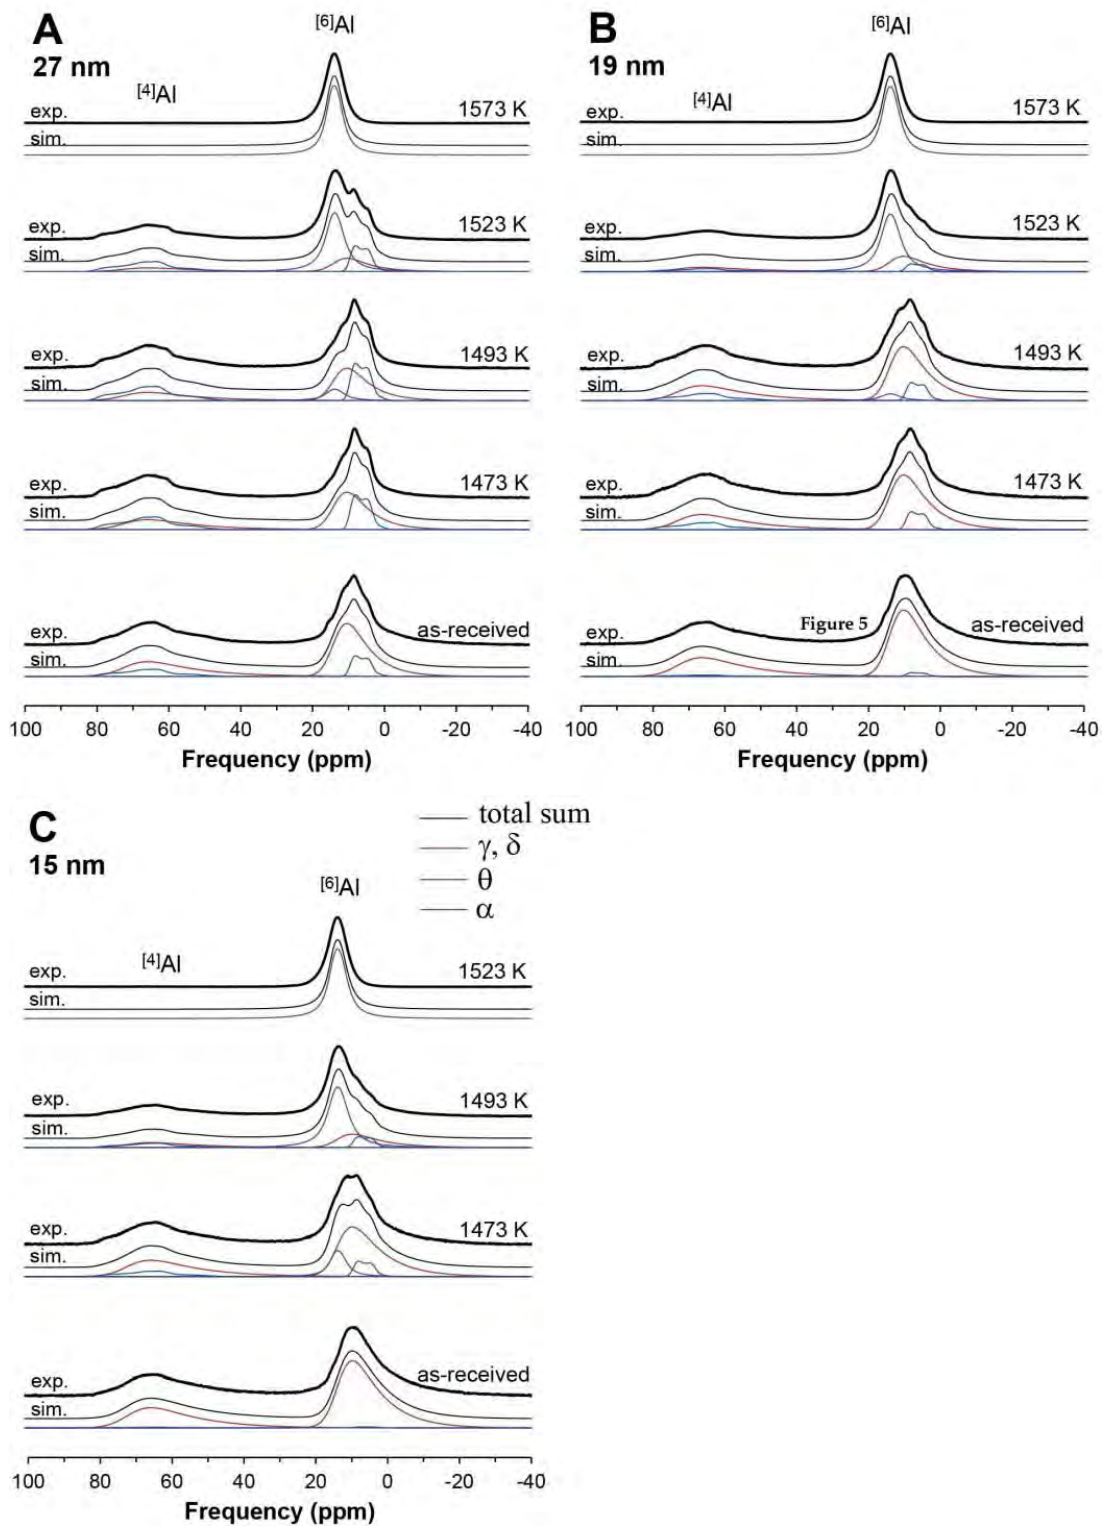 A
27 nm
[6]Al
[4]Al
exp.
1573 K
sim.
exp.
1523 K
sim.
exp.
1493 K
sim.
exp.
1473 K
sim.
exp.
as-received
sim.
100 80 60 40 20 0 -20 -40
Frequency (ppm)
B
19 nm
[6]Al
[4]Al
exp.
1573 K
sim.
exp.
1523 K
sim.
exp.
1493 K
sim.
exp.
1473 K
sim.
Figure 5
exp.
as-received
sim.
100 80 60 40 20 0 -20 -40
Frequency (ppm)
C
15 nm
total sum
γ, δ
θ
α
[6]Al
[4]Al
exp.
1523 K
sim.
exp.
1493 K
sim.
exp.
1473 K
sim.
exp.
as-received
sim.
100 80 60 40 20 0 -20 -40
Frequency (ppm)